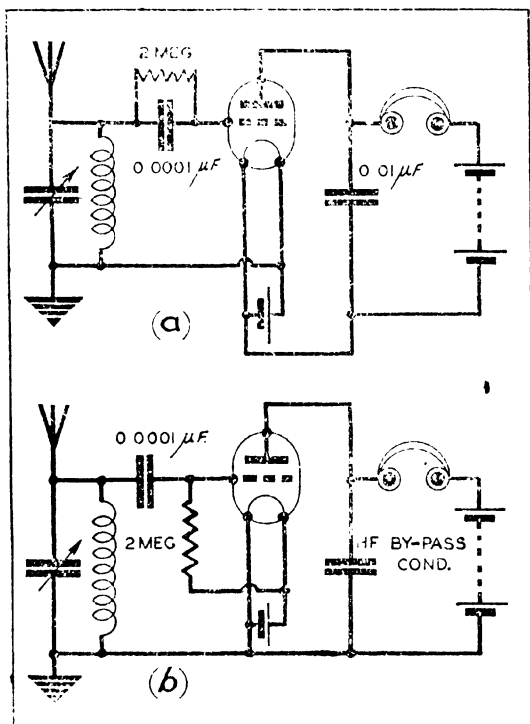 2 MEG
0.0001 μF
0.01 μF
(a)
0.0001 μF.
2 MEG
HF BY-PASS
COND.
(b)